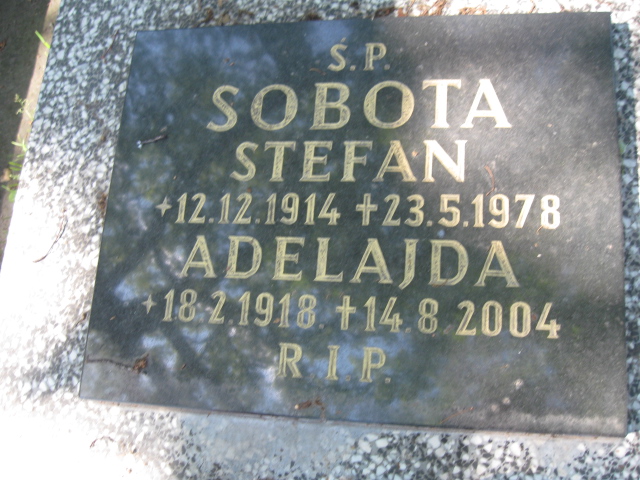 S.P.
SOBOTA
STEFAN
+12.12.1914 +23.5.1978
ADELAJDA
+18.2.1918. +14.8.2004
R.I.P.